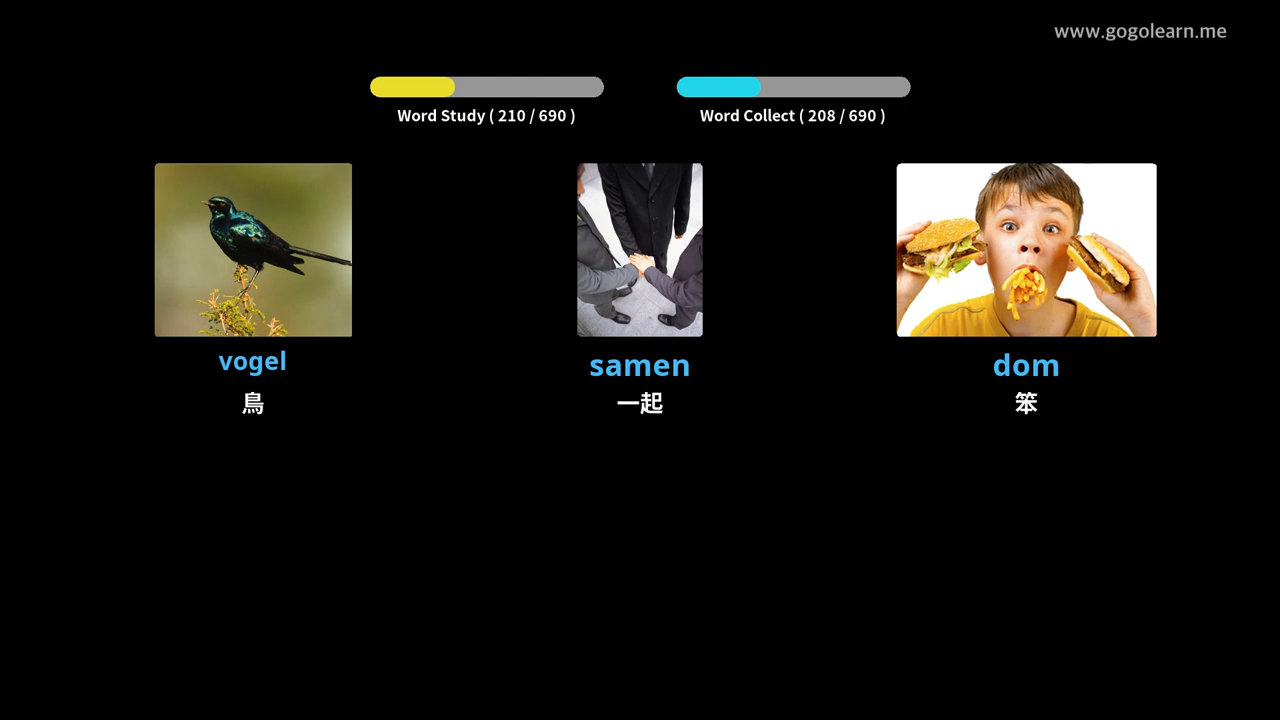 www.gogolearn.me
Word Study ( 210 / 690 )
Word Collect ( 208 / 690 )
vogel
samen
dom
鳥
一起
笨